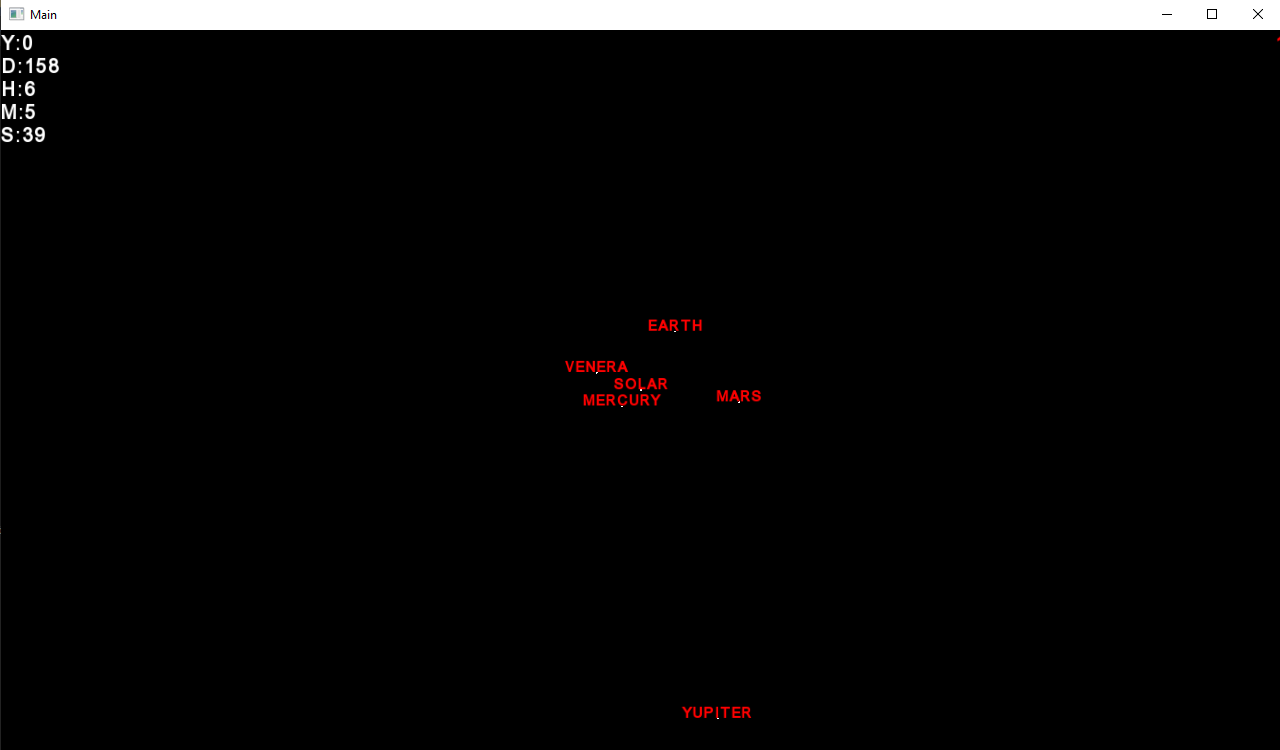 Main
Y:0
D:158
H:6
M:5
S:39
EARTH
VENERA
SOLAR
MERCURY
MARS
YUPITER